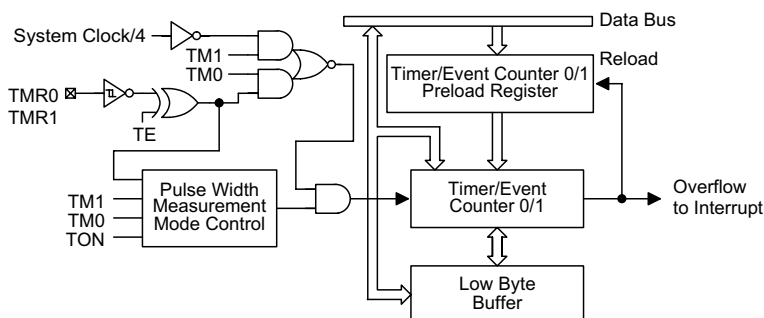 Data Bus
System Clock/4
TM1
TM0
TMR0
TMR1
TE
Timer/Event Counter 0/1
Preload Register
Reload
TM1
TM0
TON
Pulse Width
Measurement
Mode Control
Timer/Event
Counter 0/1
Overflow
to Interrupt
Low Byte
Buffer